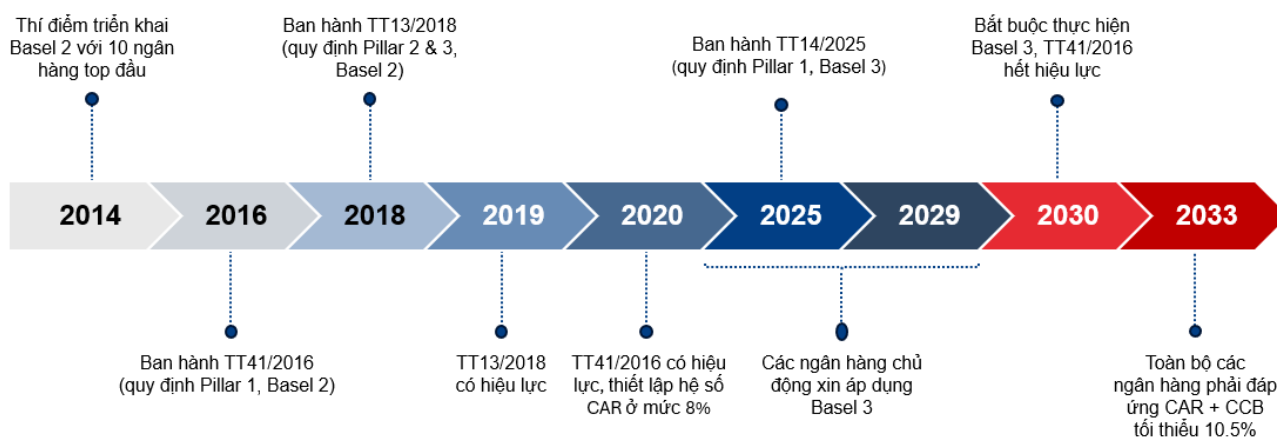 Thí điểm triển khai
Basel 2 với 10 ngân
hàng top đầu
Ban hành TT13/2018
(quy định Pillar 2 & 3,
Basel 2)
Ban hành TT14/2025
(quy định Pillar 1, Basel 3)
Bắt buộc thực hiện
Basel 3, TT41/2016
hết hiệu lực
2014
2016
2018
2019
2020
2025
2029
2030
2033
Ban hành TT41/2016
(quy định Pillar 1, Basel 2)
TT13/2018
có hiệu lực
TT41/2016 có hiệu
lực, thiết lập hệ số
CAR ở mức 8%
Các ngân hàng chủ
động xin áp dụng
Basel 3
Toàn bộ các
ngân hàng phải đáp
ứng CAR + CCB
tối thiểu 10.5%